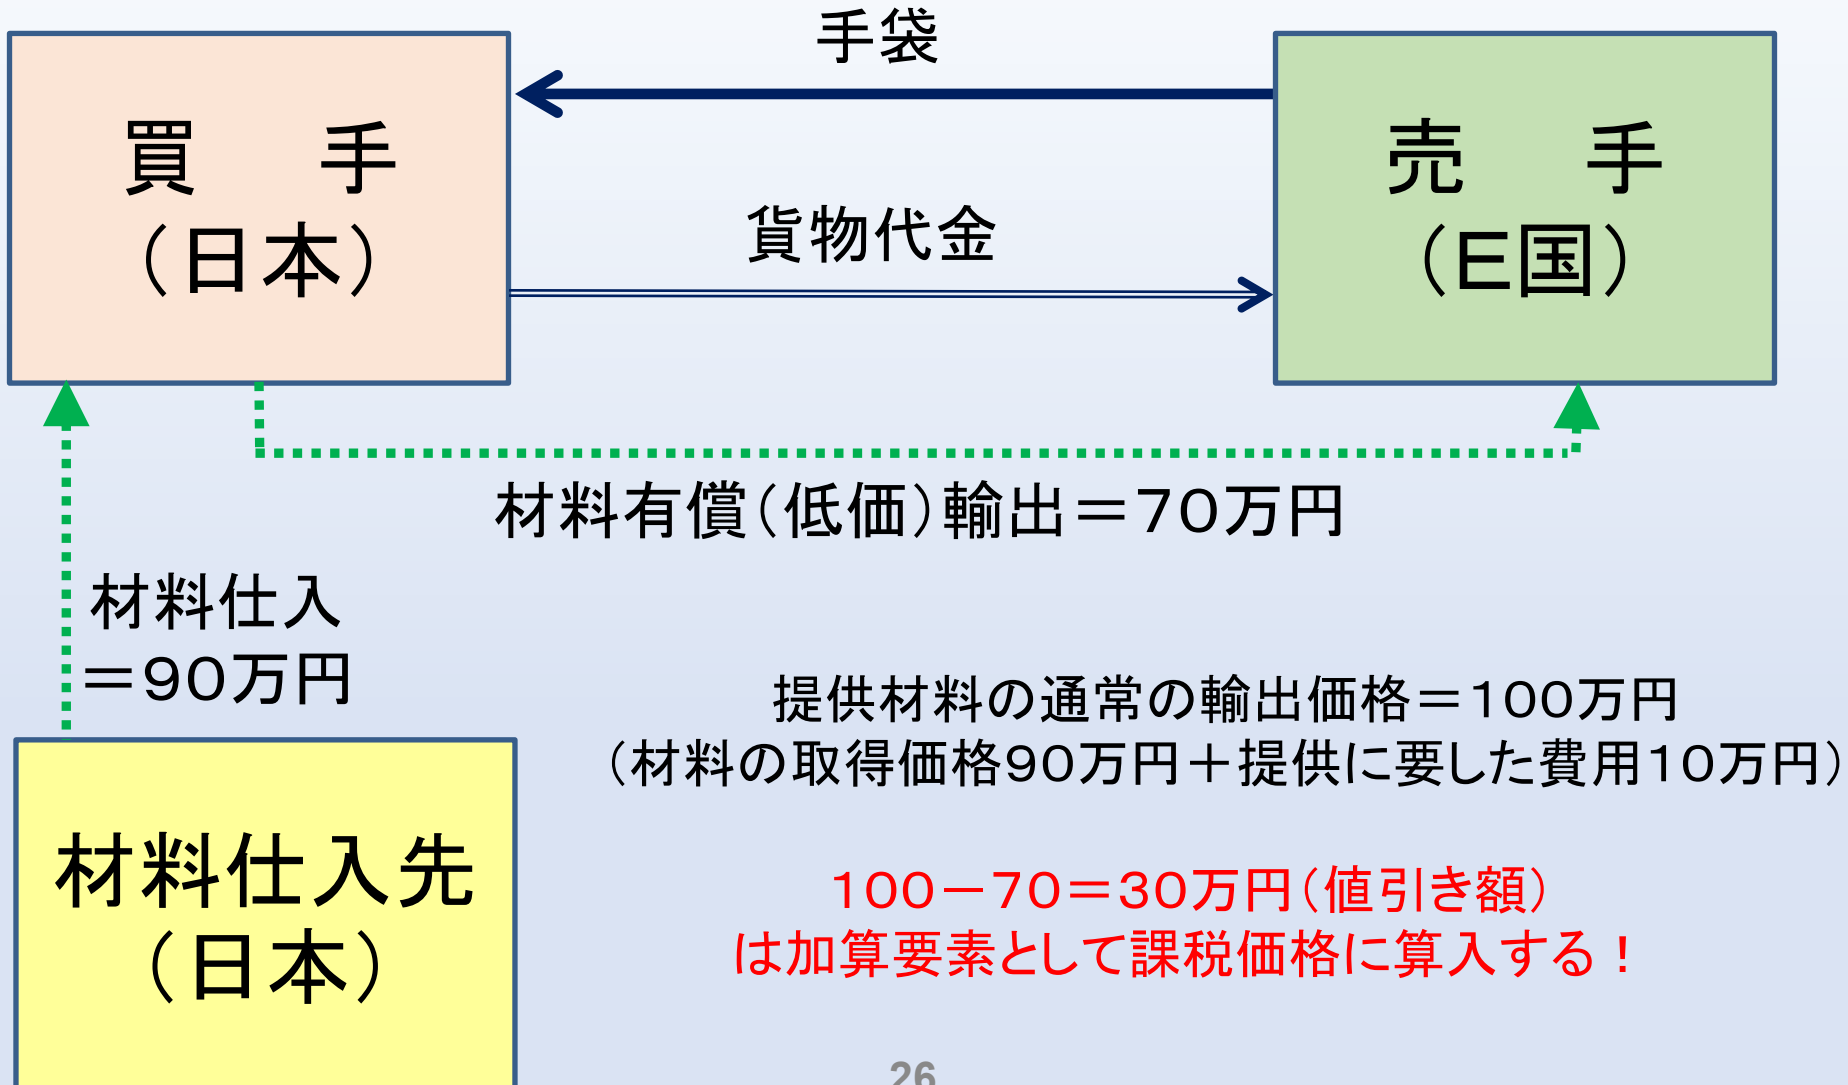 手袋
買　手
（日本）
売　手
（E国）
貨物代金
材料有償（低価）輸出＝７０万円
材料仕入
＝９０万円
提供材料の通常の輸出価格＝１００万円
（材料の取得価格９０万円＋提供に要した費用１０万円）
材料仕入先
（日本）
１００－７０＝３０万円（値引き額）
は加算要素として課税価格に算入する！
26